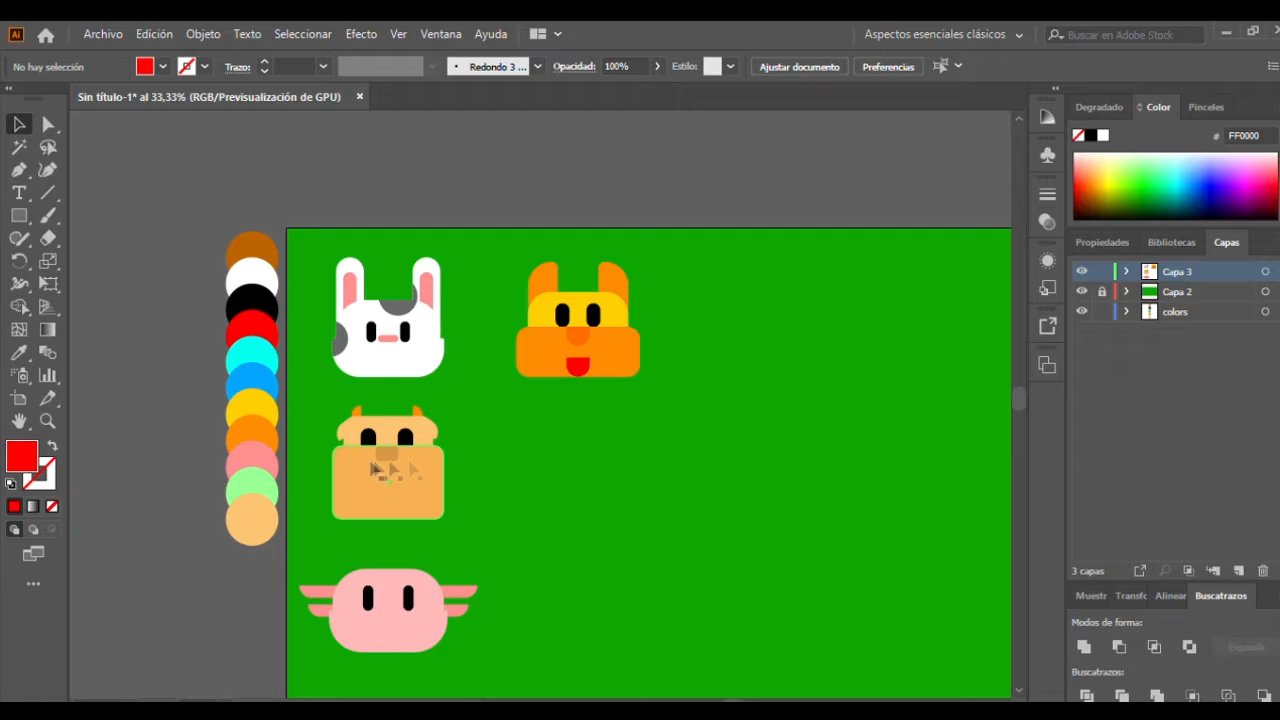 Ai Archivo Edición Objeto Texto Seleccionar Efecto Ver Ventana Ayuda Aspectos esenciales clásicos Buscar en Adobe Stock
No hay selección Trazo: Redondo 3 ... Opacidad: 100% Estilo: Ajustar documento Preferencias
Sin título-1* al 33,33% (RGB/Previsualización de GPU)
Degradado Color Pinceles
# FF0000
Propiedades Bibliotecas Capas
Capa 3
Capa 2
colors
3 capas
Muestr Transfo Alinear Buscatrazos
Modos de forma:
Expandir
Buscatrazos: